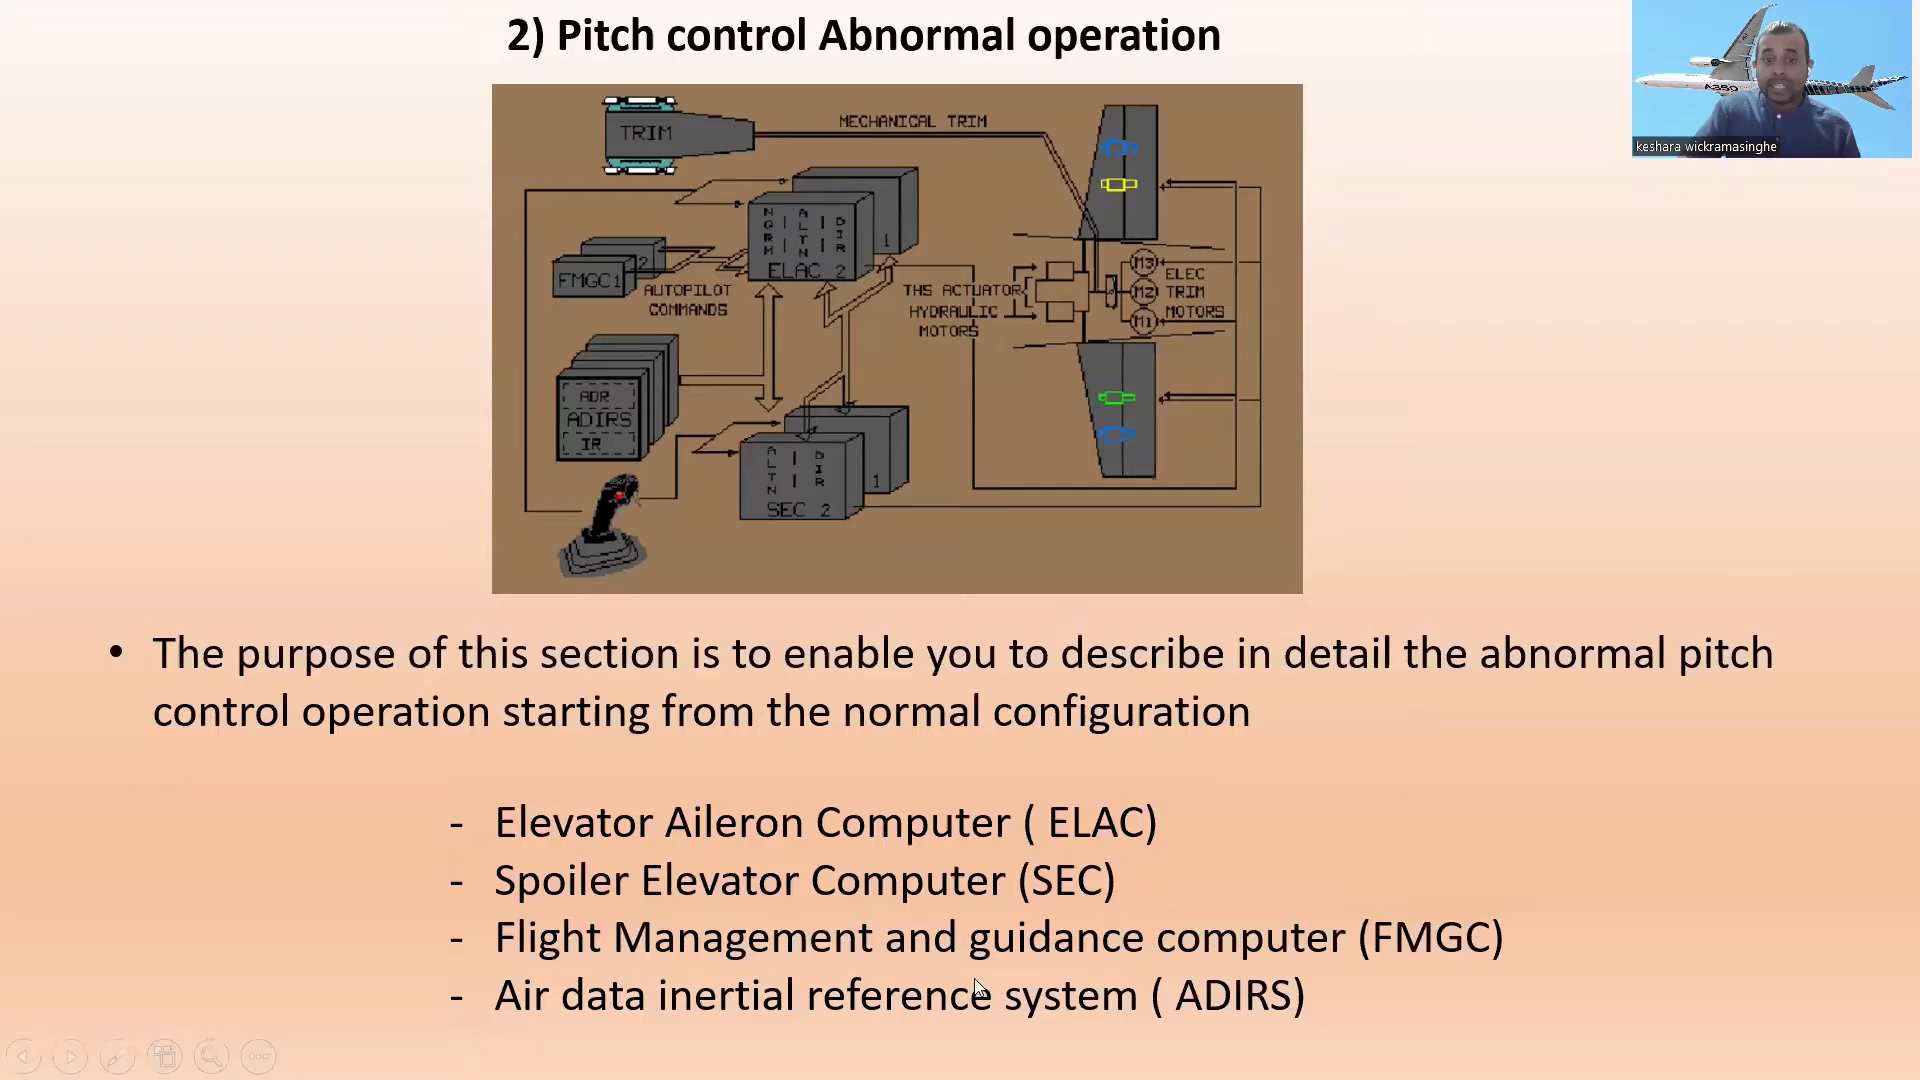 2) Pitch control Abnormal operation
TRIM
MECHANICAL TRIM
NORM
ALTN
DIR
1
ELAC 2
2
FMGC1
AUTOPILOT
COMMANDS
THS ACTUATOR
HYDRAULIC
MOTORS
M3
M2
M1
ELEC
TRIM
MOTORS
ADR
ADIRS
IR
ALTN
DIR
1
SEC 2
A350
keshara wickramasinghe
• The purpose of this section is to enable you to describe in detail the abnormal pitch
control operation starting from the normal configuration
- Elevator Aileron Computer ( ELAC)
- Spoiler Elevator Computer (SEC)
- Flight Management and guidance computer (FMGC)
- Air data inertial reference system ( ADIRS)